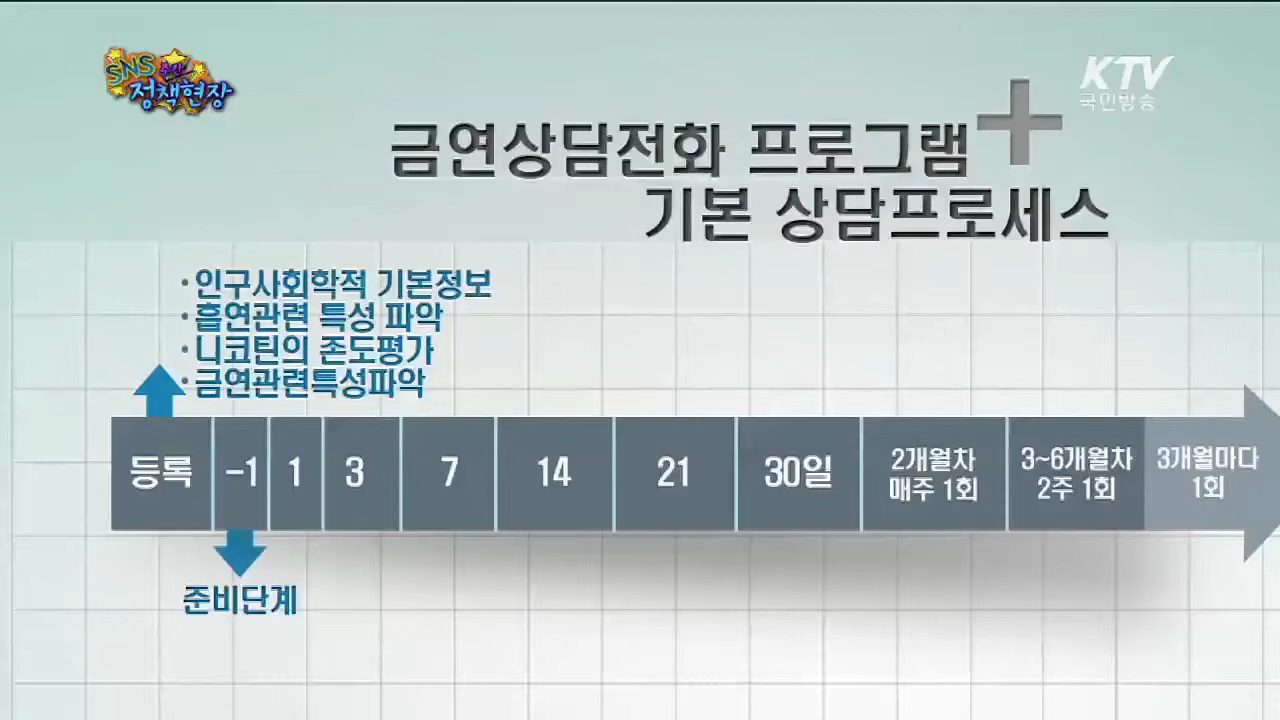 SNS 주간
정책현장
KTV
국민방송
금연상담전화 프로그램
기본 상담프로세스
·인구사회학적 기본정보
·흡연관련 특성 파악
·니코틴의 존도평가
·금연관련특성파악
등록
-1
1
3
7
14
21
30일
2개월차
매주 1회
3~6개월차
2주 1회
3개월마다
1회
준비단계